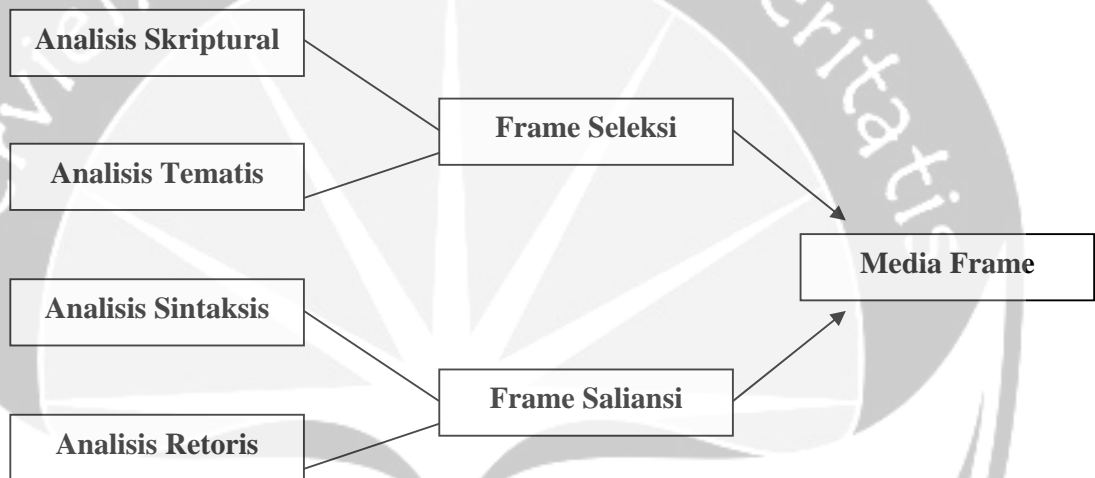 Analisis Skriptural
Frame Seleksi
Analisis Tematis
Media Frame
Analisis Sintaksis
Frame Saliansi
Analisis Retoris